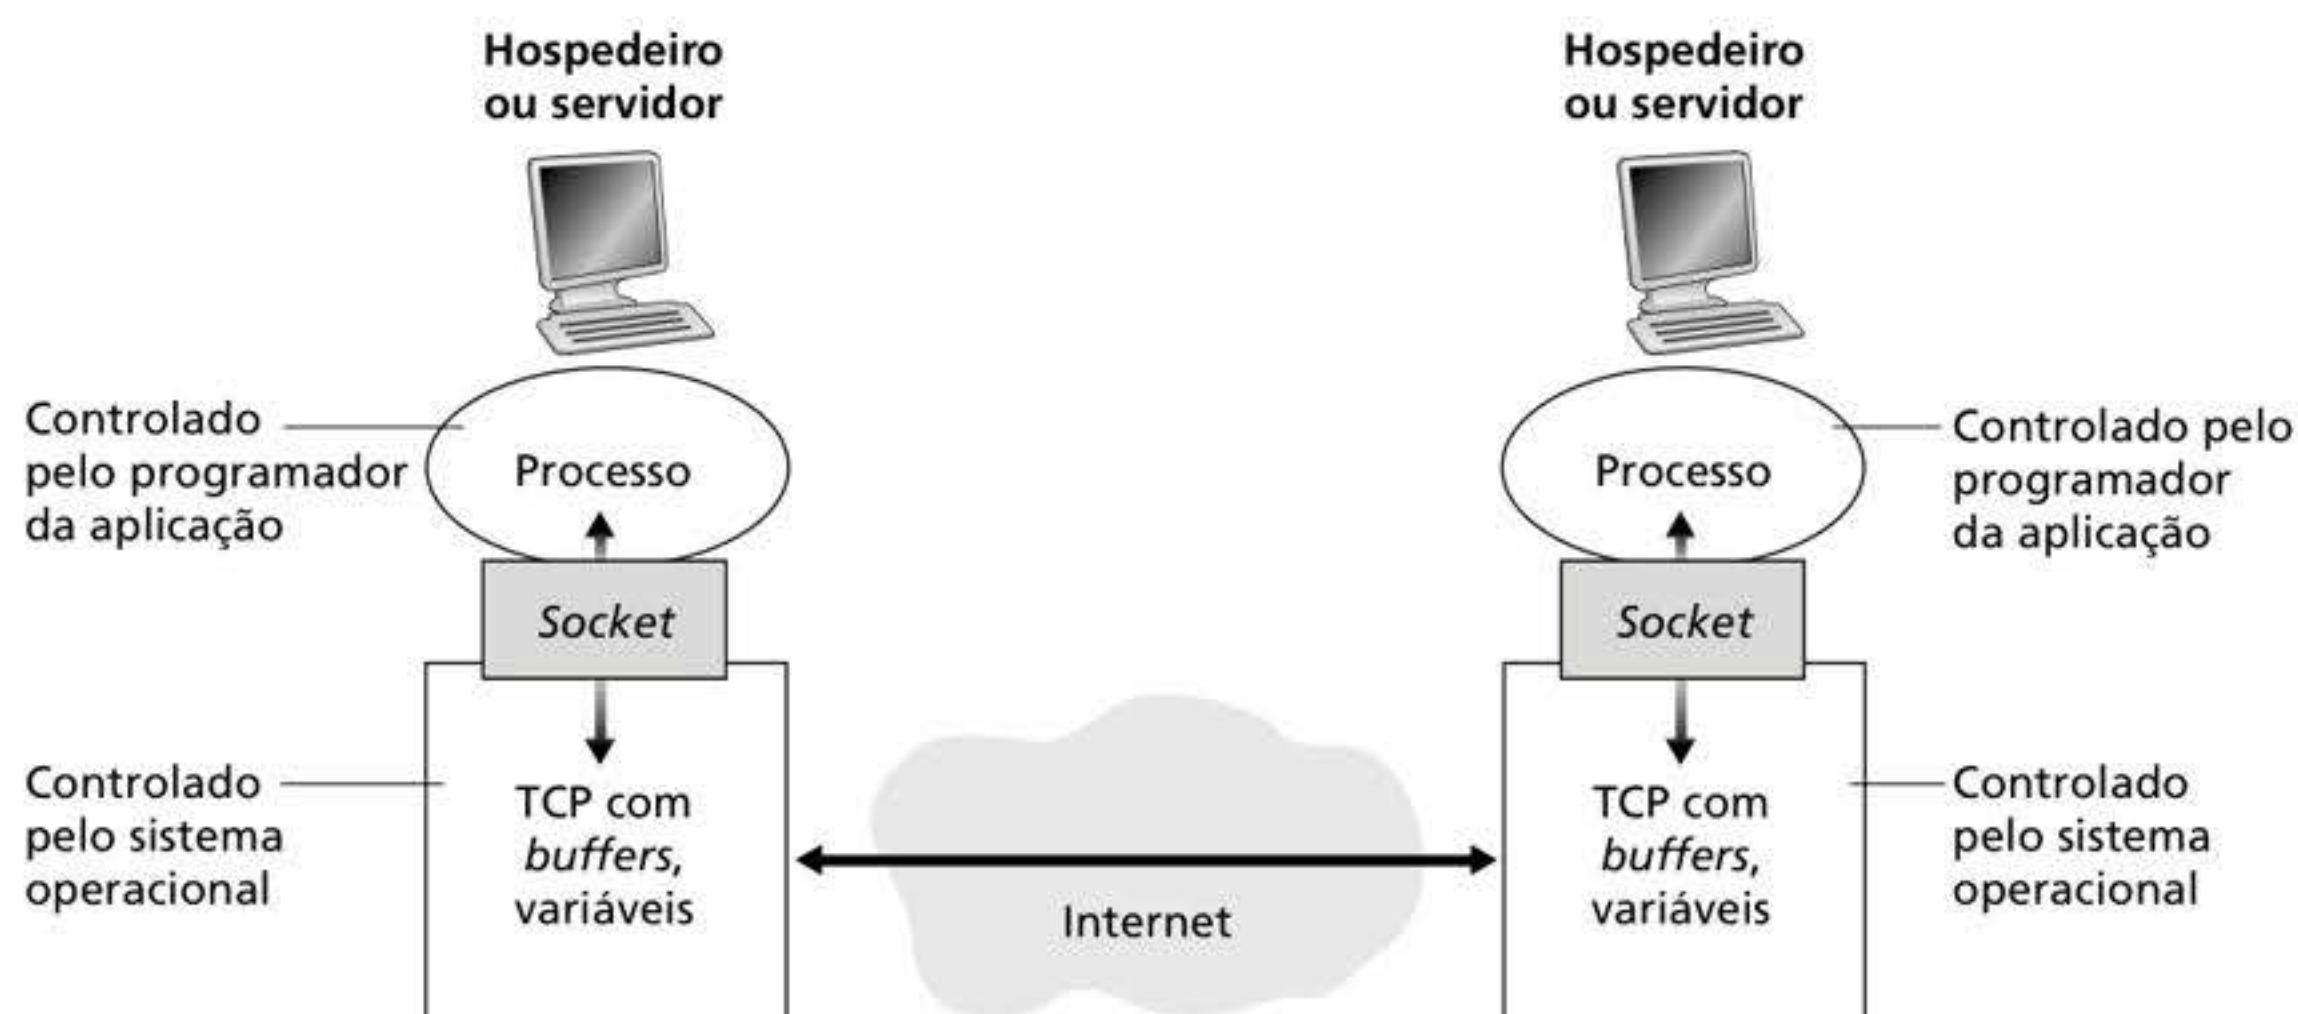 Hospedeiro
ou servidor
Hospedeiro
ou servidor
Controlado
pelo programador
da aplicação
Processo
Processo
Controlado pelo
programador
da aplicação
Socket
Socket
Controlado
pelo sistema
operacional
TCP com
buffers,
variáveis
Internet
TCP com
buffers,
variáveis
Controlado
pelo sistema
operacional